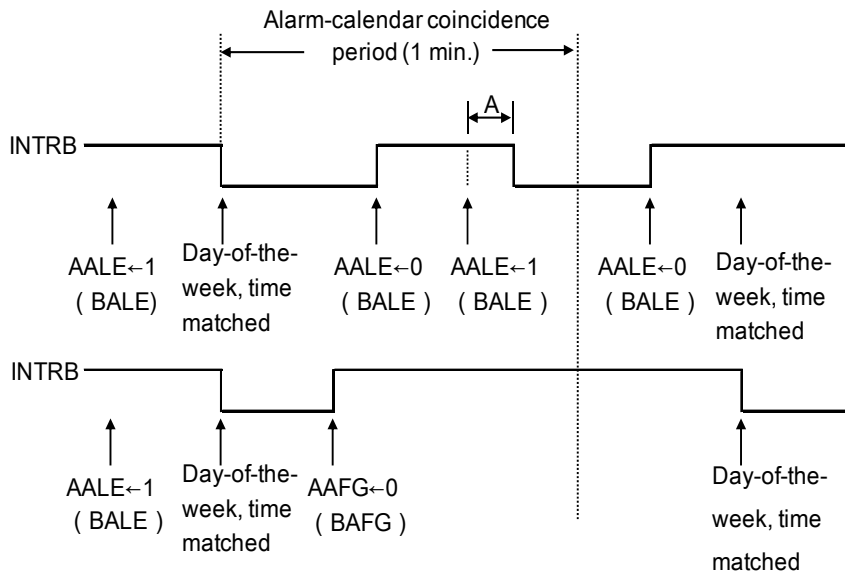 Alarm-calendar coincidence
period (1 min.)
A
INTRB
AALE←1
( BALE)
Day-of-the-
week, time
matched
AALE←0
( BALE )
AALE←1
( BALE )
AALE←0
( BALE )
Day-of-the-
week, time
matched
INTRB
AALE←1
( BALE )
Day-of-the-
week, time
matched
AAFG←0
( BAFG )
Day-of-the-
week, time
matched